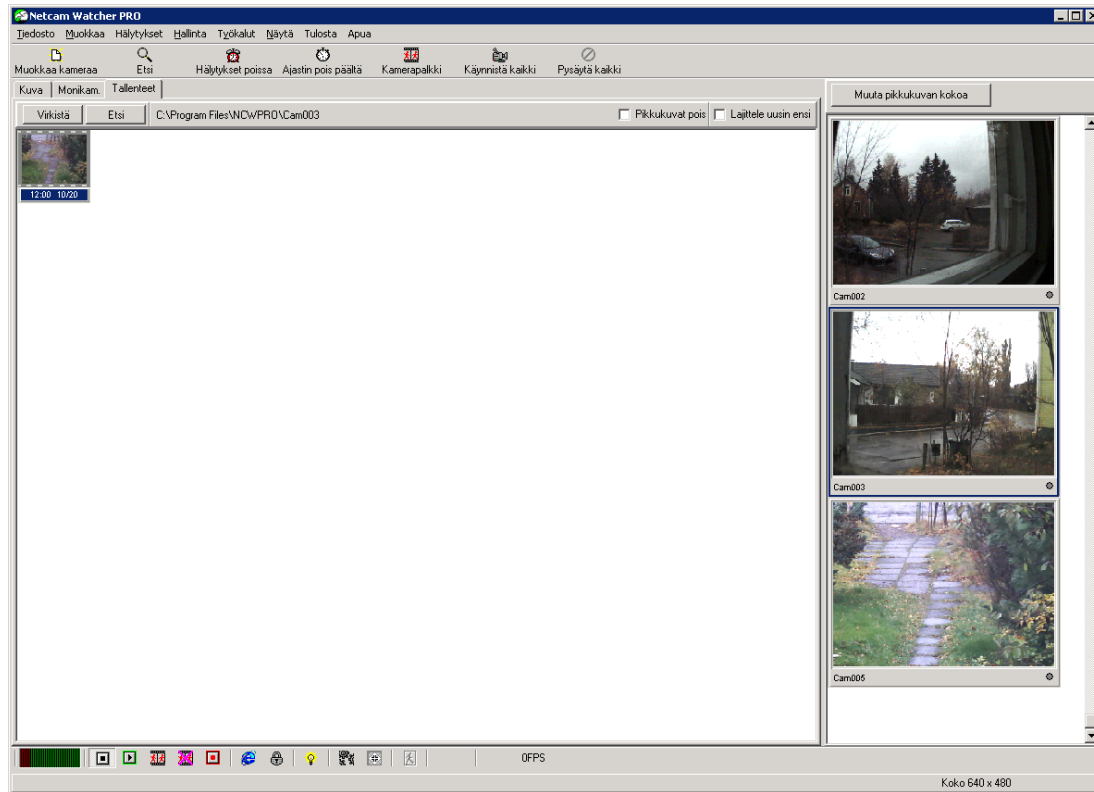 Netcam Watcher PRO
Tiedosto Muokkaa Hälytykset Hallinta Työkalut Näytä Tulosta Apua
Muokkaa kameraa Etsi Hälytykset poissa Ajastin pois päältä Kamerapalkki Käynnistä kaikki Pysäytä kaikki
Kuva Monikam. Tallenteet
Muuta pikkukuvan kokoa
Virkistä Etsi C:\Program Files\NCWPRO\Cam003 Pikkukuvat pois Lajittele uusin ensi
12:00 10/20
Cam002
Cam003
Cam005
0FPS
Koko 640 x 480